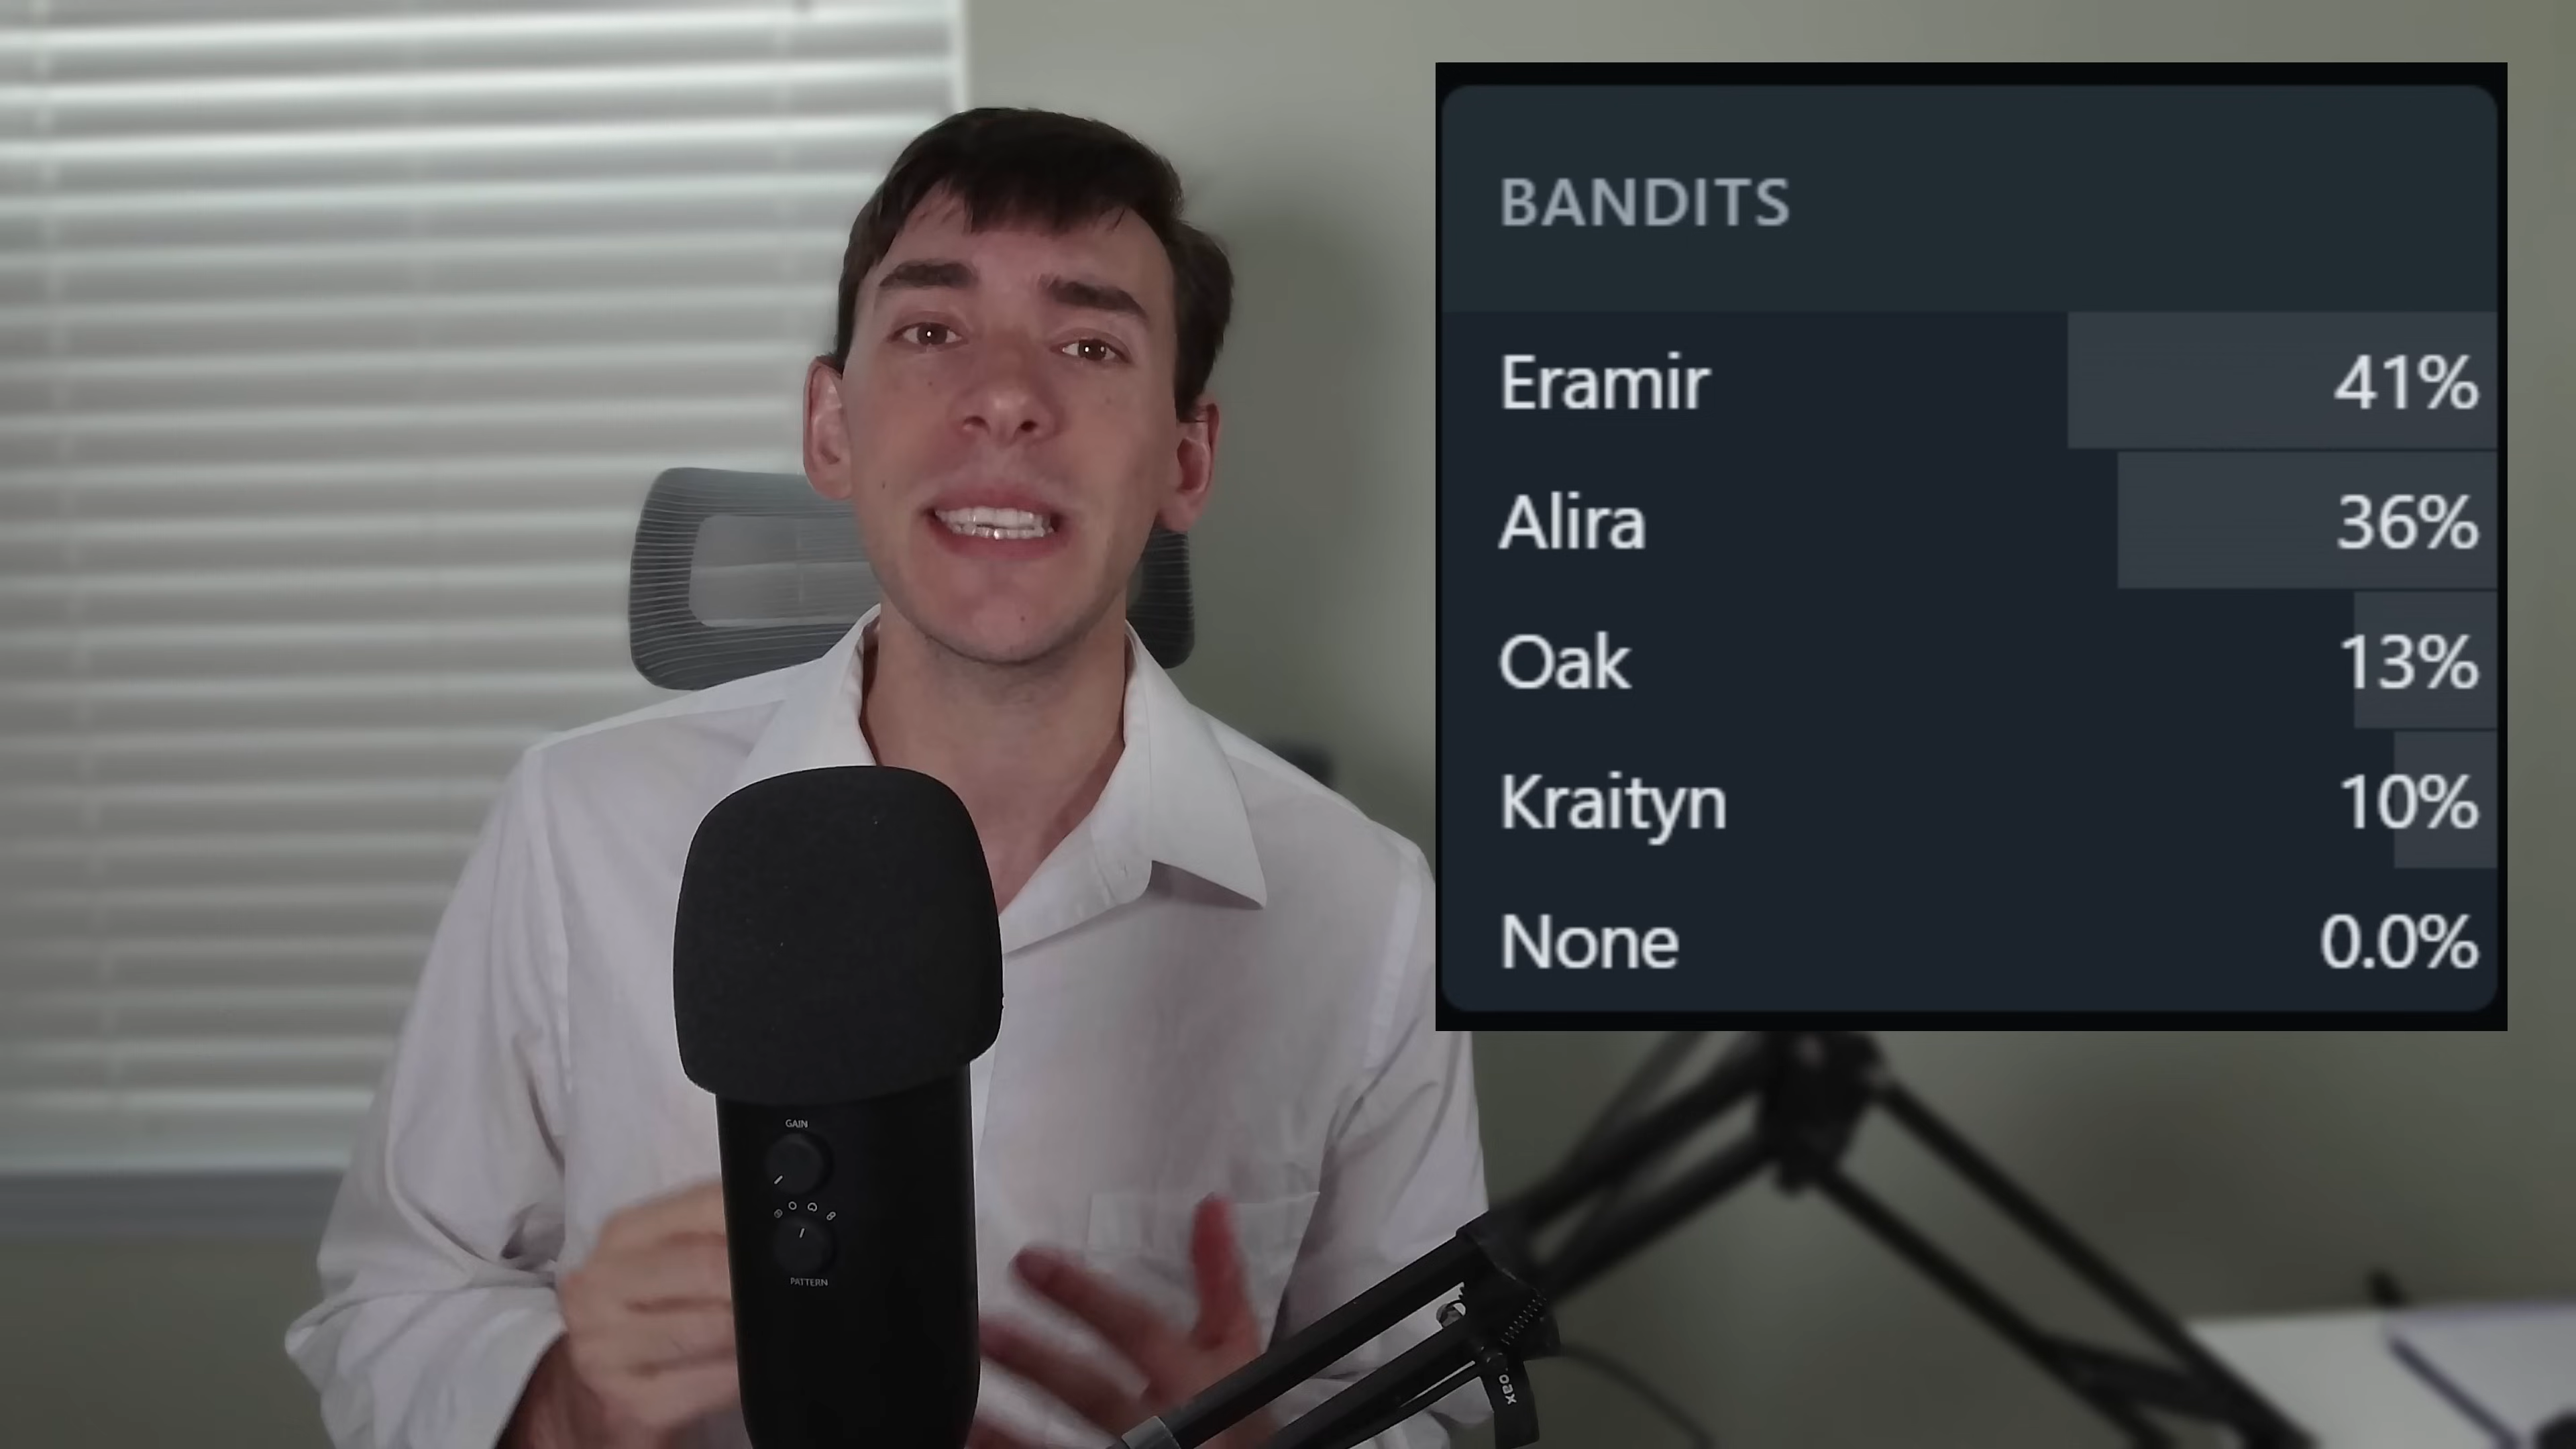 BANDITS
Eramir 41%
Alira 36%
Oak 13%
Kraityn 10%
None 0.0%
GAIN
PATTERN